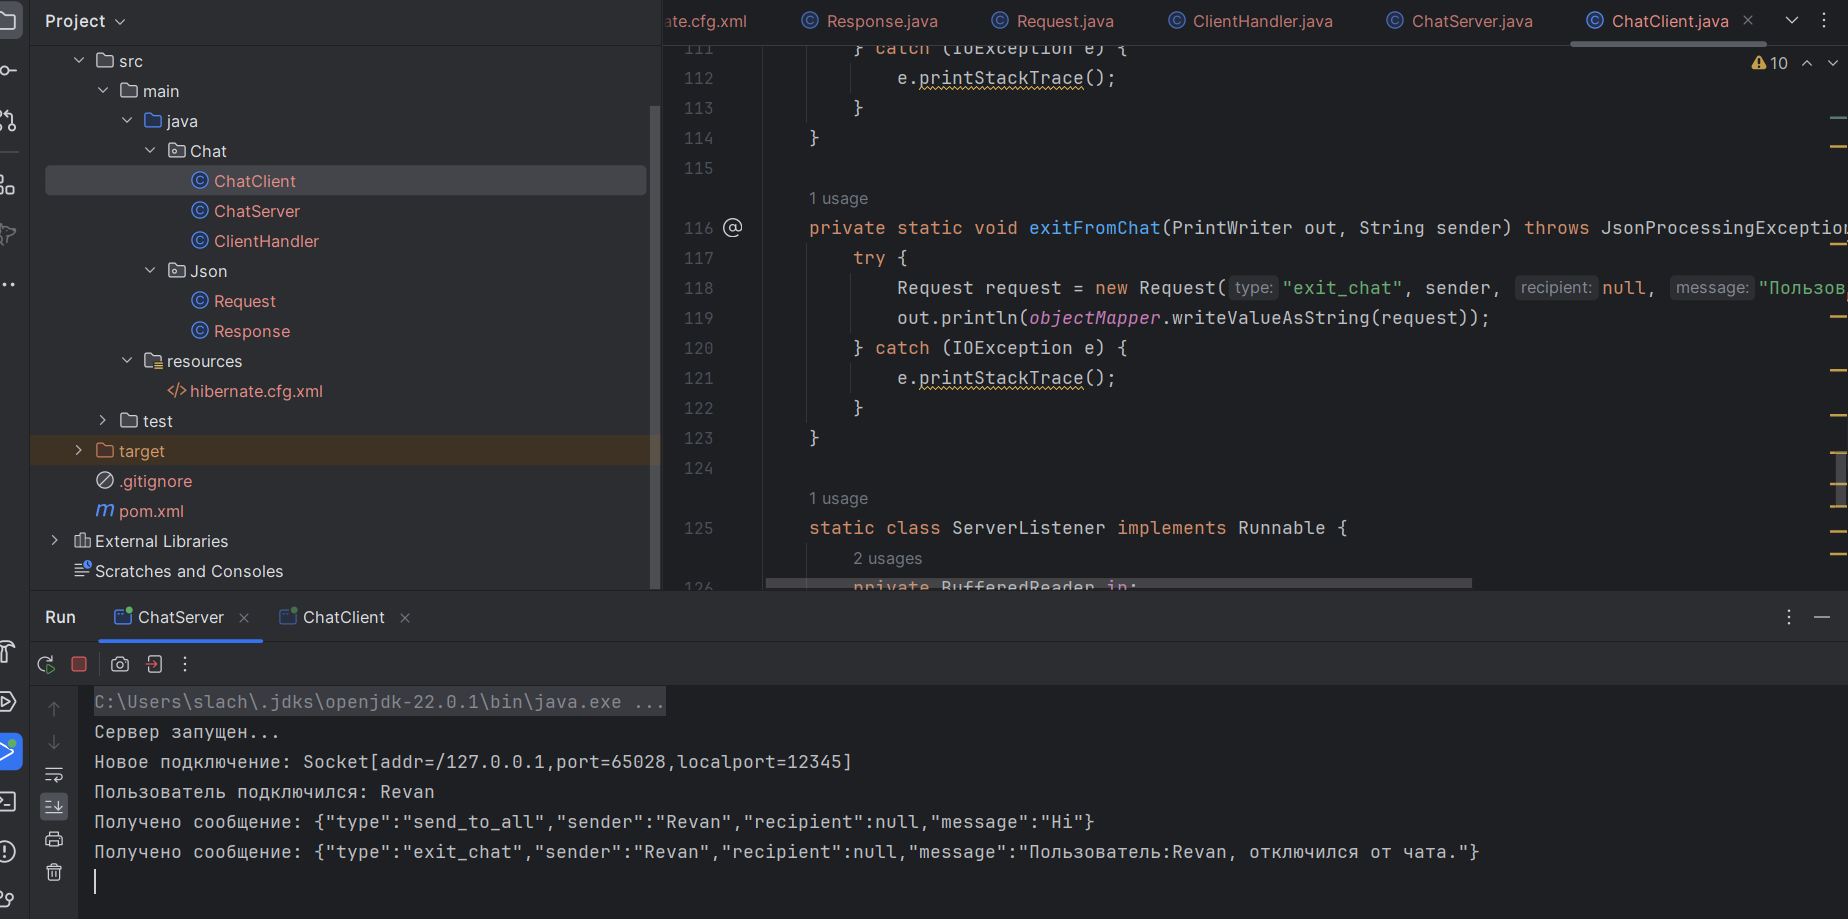 Project
src
main
java
Chat
ChatClient
ChatServer
ClientHandler
Json
Request
Response
resources
hibernate.cfg.xml
test
target
.gitignore
pom.xml
External Libraries
Scratches and Consoles
ate.cfg.xml Response.java Request.java ClientHandler.java ChatServer.java ChatClient.java
10
111 } catch (IOException e) {
112 e.printStackTrace();
113 }
114 }
115
1 usage
116 private static void exitFromChat(PrintWriter out, String sender) throws JsonProcessingException
117 try {
118 Request request = new Request( type: "exit_chat", sender, recipient: null, message: "Пользов
119 out.println(objectMapper.writeValueAsString(request));
120 } catch (IOException e) {
121 e.printStackTrace();
122 }
123 }
124
1 usage
125 static class ServerListener implements Runnable {
2 usages
126 private BufferedReader in;
Run ChatServer ChatClient
C:\Users\slach\.jdks\openjdk-22.0.1\bin\java.exe ...
Сервер запущен...
Новое подключение: Socket[addr=/127.0.0.1,port=65028,localport=12345]
Пользователь подключился: Revan
Получено сообщение: {"type":"send_to_all","sender":"Revan","recipient":null,"message":"Hi"}
Получено сообщение: {"type":"exit_chat","sender":"Revan","recipient":null,"message":"Пользователь:Revan, отключился от чата."}